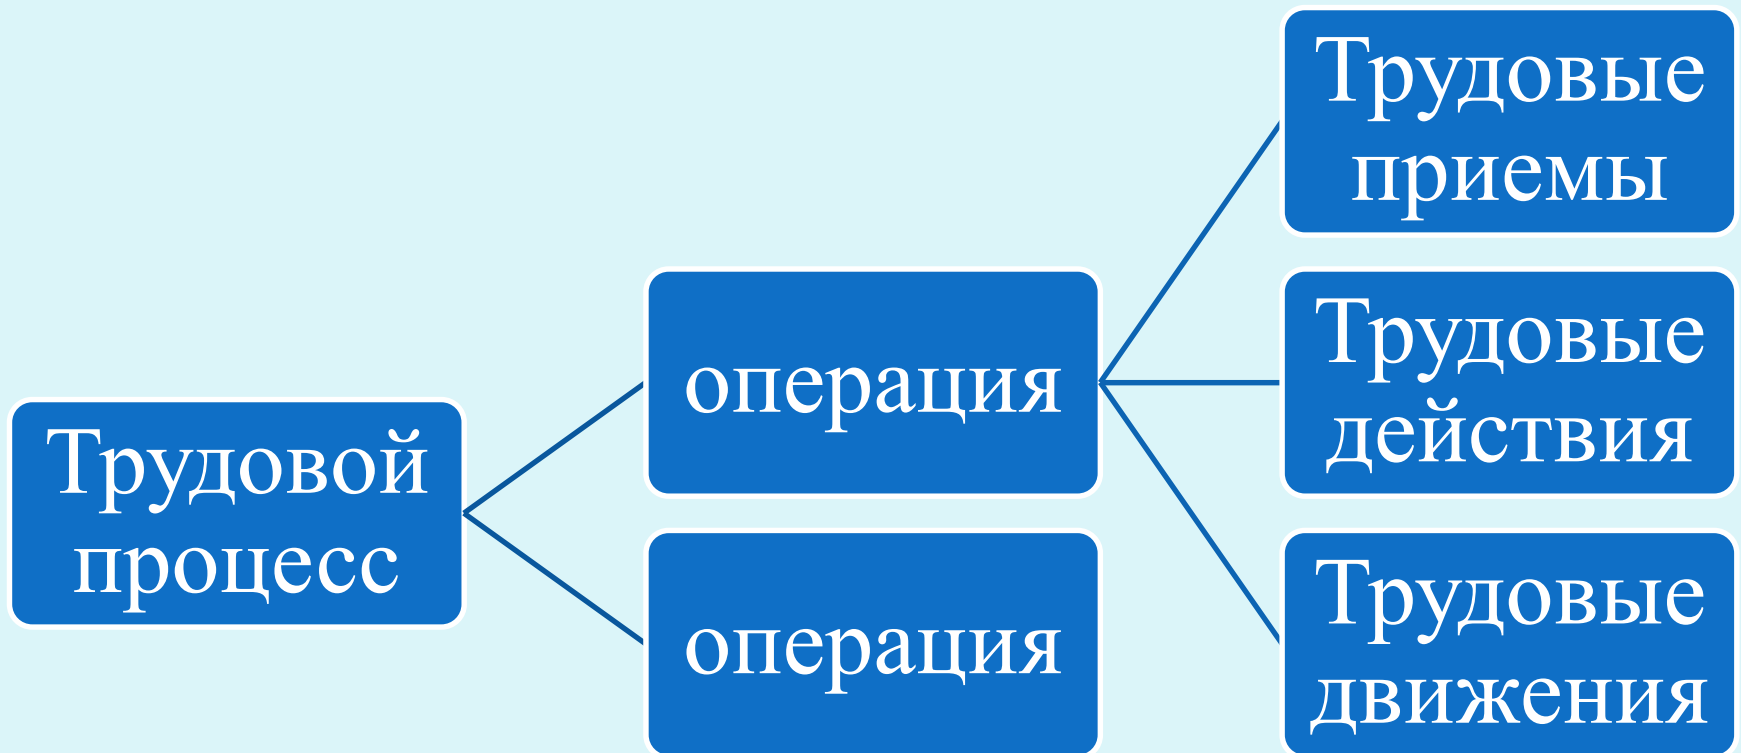 Трудовой
процесс
операция
операция
Трудовые
приемы
Трудовые
действия
Трудовые
движения